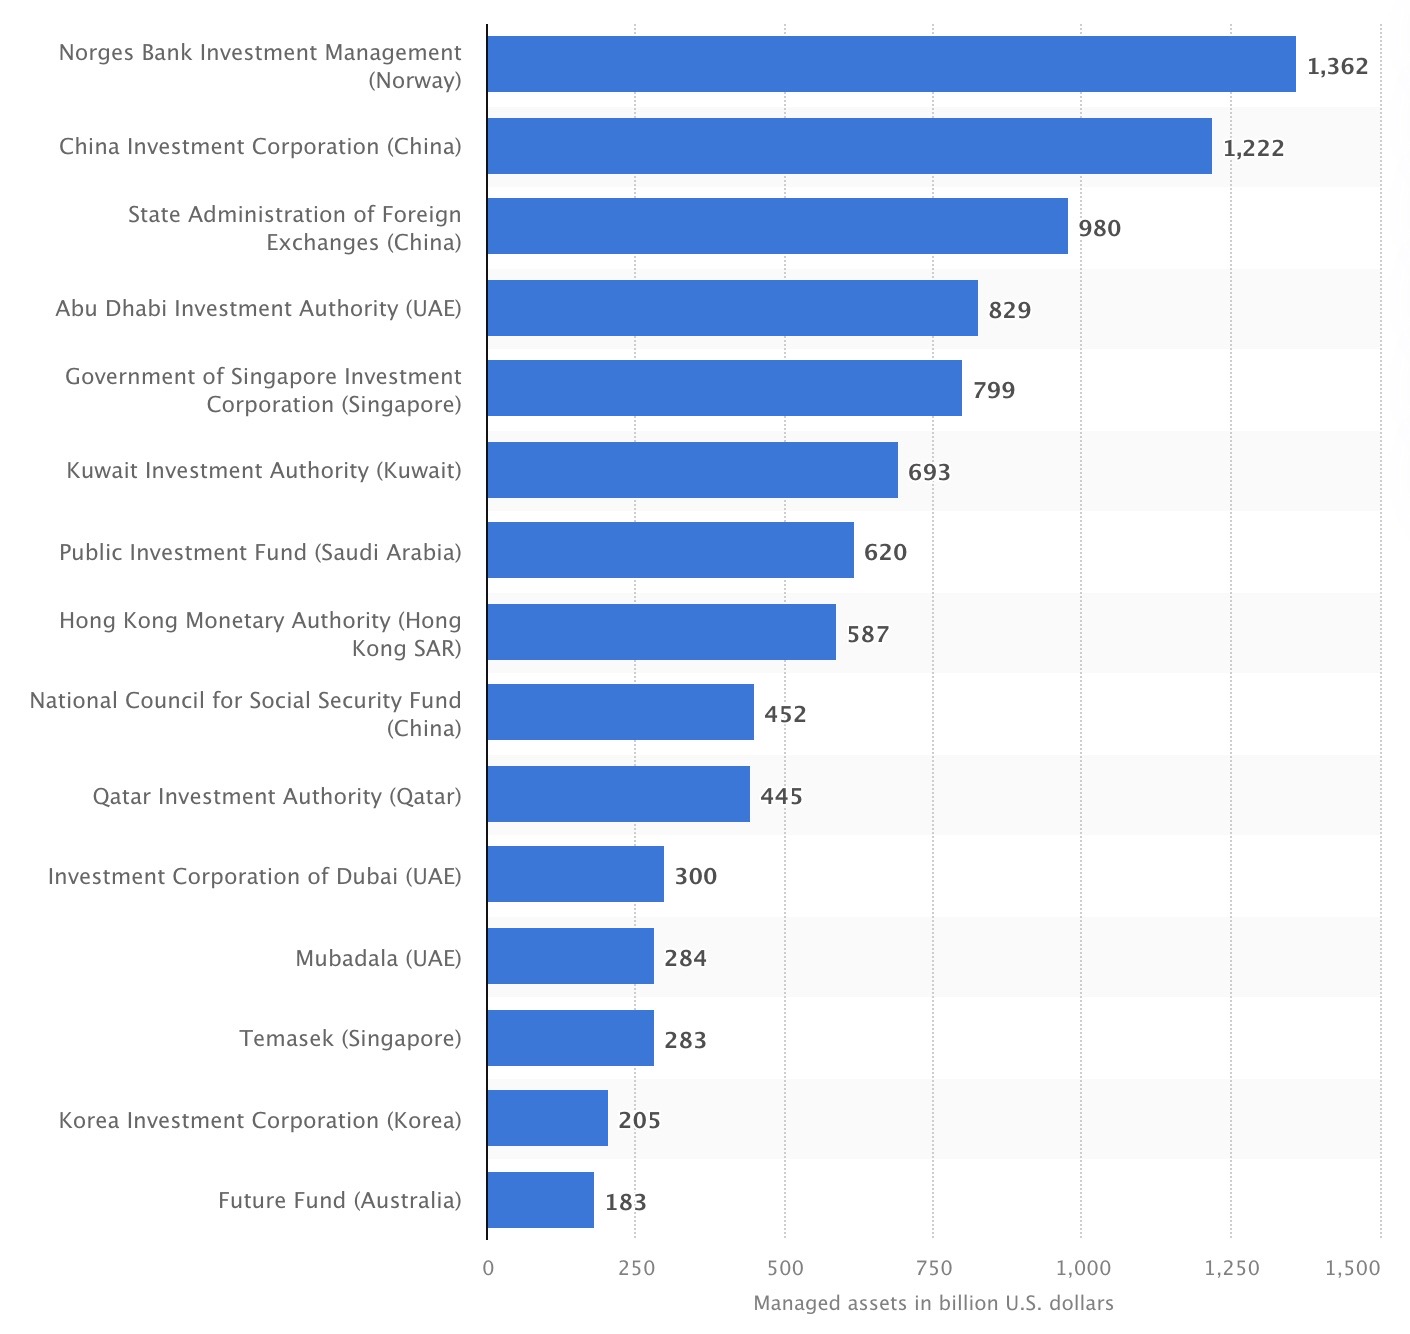 Norges Bank Investment Management
(Norway)
1,362
China Investment Corporation (China)
1,222
State Administration of Foreign
Exchanges (China)
980
Abu Dhabi Investment Authority (UAE)
829
Government of Singapore Investment
Corporation (Singapore)
799
Kuwait Investment Authority (Kuwait)
693
Public Investment Fund (Saudi Arabia)
620
Hong Kong Monetary Authority (Hong
Kong SAR)
587
National Council for Social Security Fund
(China)
452
Qatar Investment Authority (Qatar)
445
Investment Corporation of Dubai (UAE)
300
Mubadala (UAE)
284
Temasek (Singapore)
283
Korea Investment Corporation (Korea)
205
Future Fund (Australia)
183
0 250 500 750 1,000 1,250 1,500
Managed assets in billion U.S. dollars